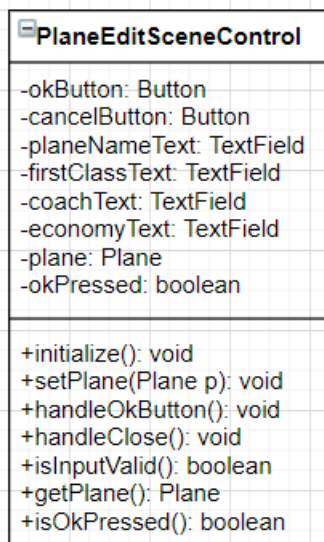 PlaneEditSceneControl
-okButton: Button
-cancelButton: Button
-planeNameText: TextField
-firstClassText: TextField
-coachText: TextField
-economyText: TextField
-plane: Plane
-okPressed: boolean
+initialize(): void
+setPlane(Plane p): void
+handleOkButton(): void
+handleClose(): void
+isInputValid(): boolean
+getPlane(): Plane
+isOkPressed(): boolean